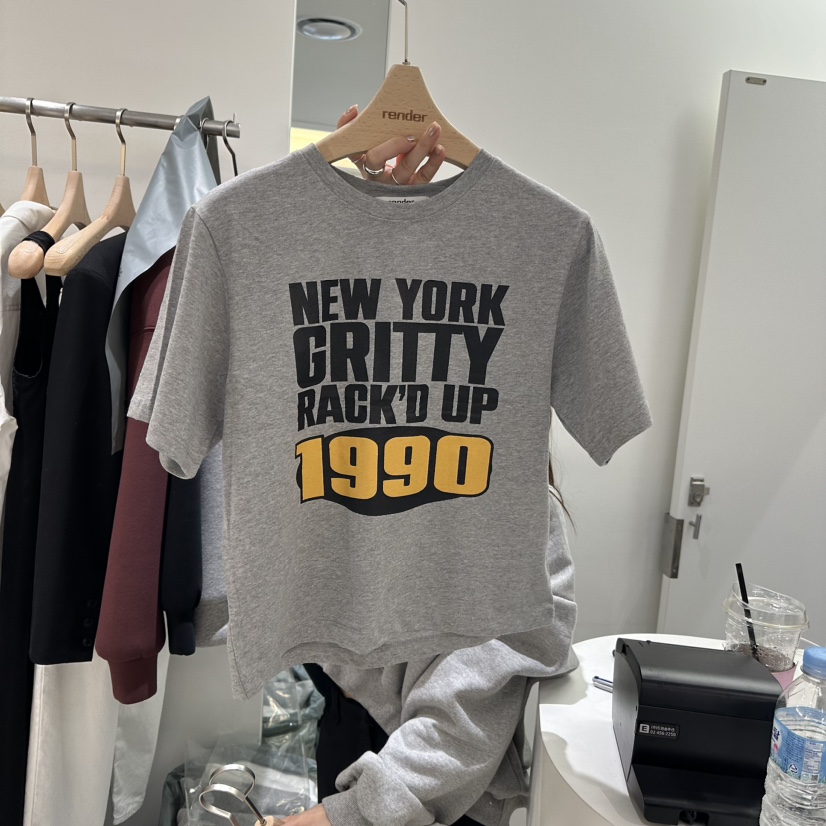 render
render
NEW YORK
GRITTY
RACK'D UP
1990